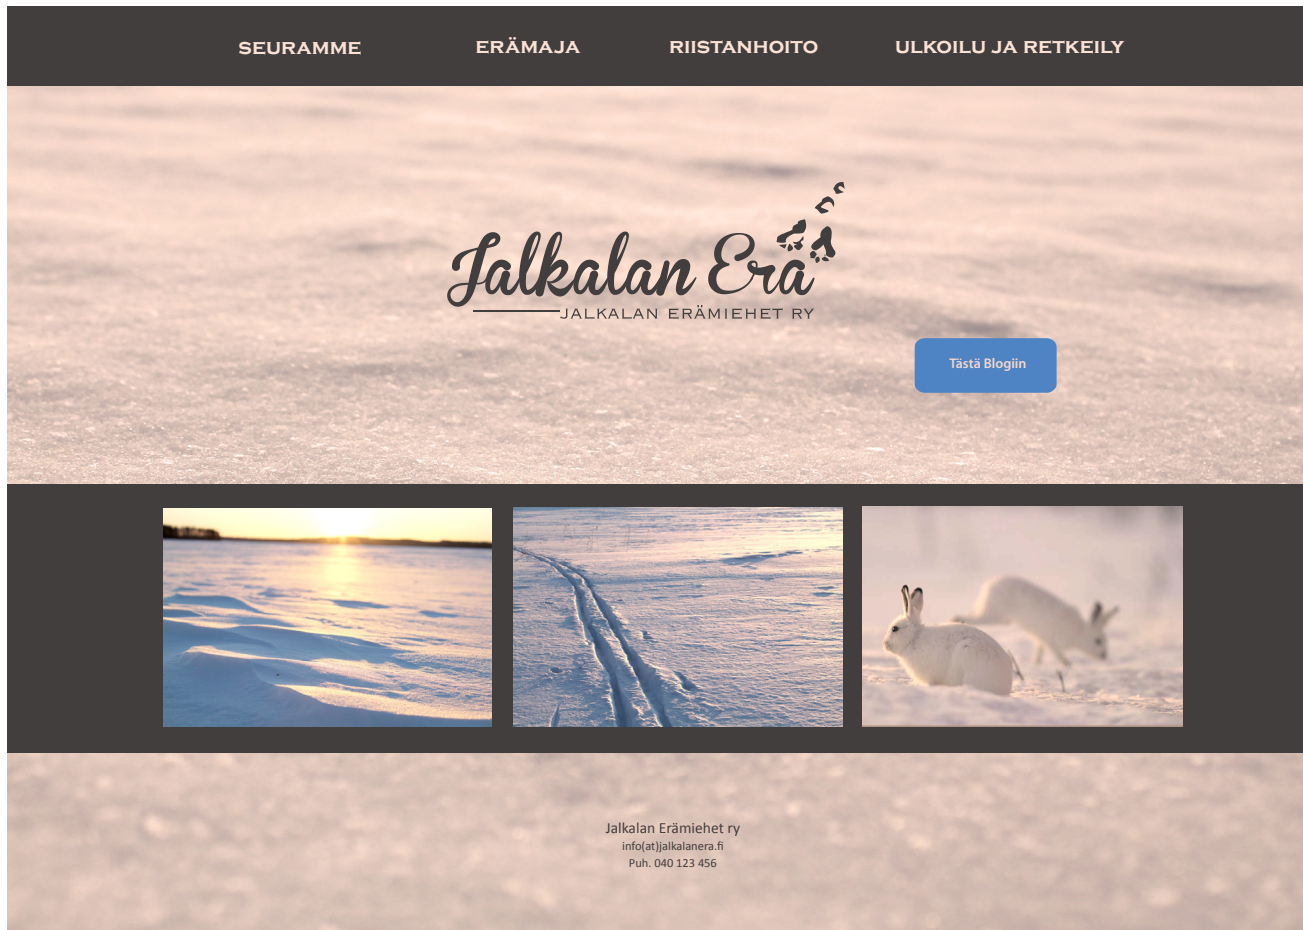 SEURAMME
ERÄMAJA
RIISTANHOITO
ULKOILU JA RETKEILY
Jalkalan Erä
JALKALAN ERÄMIEHET RY
Tästä Blogiin
Jalkalan Erämiehet ry
info(at)jalkalanera.fi
Puh. 040 123 456